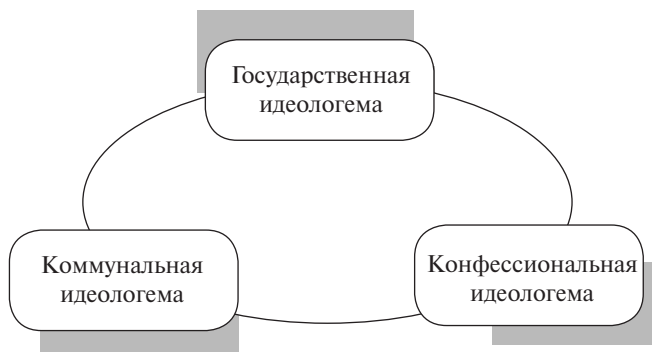 Государственная
идеологема
Коммунальная
идеологема
Конфессиональная
идеологема